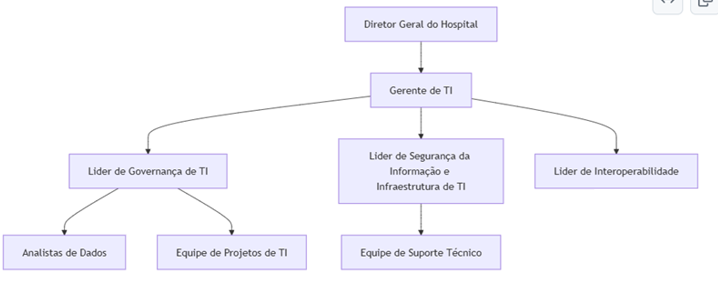 Diretor Geral do Hospital
Gerente de TI
Lider de Governança de TI
Lider de Segurança da
Informação e
Infraestrutura de TI
Lider de Interoperabilidade
Analistas de Dados
Equipe de Projetos de TI
Equipe de Suporte Técnico